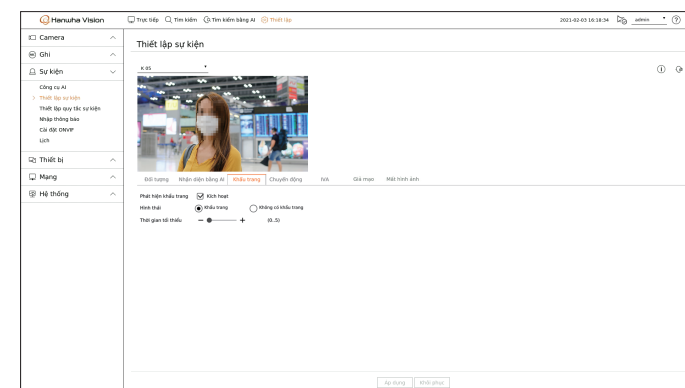 Hanwha Vision
Trực tiếp Tìm kiếm Tìm kiếm bằng AI Thiết lập
2021-02-03 16:18:34 admin
Camera
Ghi
Sự kiện
Công cụ AI
Thiết lập sự kiện
Thiết lập quy tắc sự kiện
Nhập thông báo
Cài đặt ONVIF
Lịch
Thiết bị
Mạng
Hệ thống
Thiết lập sự kiện
X 05
Đối tượng Nhận diện bằng AI Khẩu trang Chuyển động n/A Giả mạo Mất hình ảnh
Phát hiện khẩu trang Kích hoạt
Hình thái Khẩu trang Không có khẩu trang
Thời gian tối thiểu (0..5)
Áp dụng Khôi phục